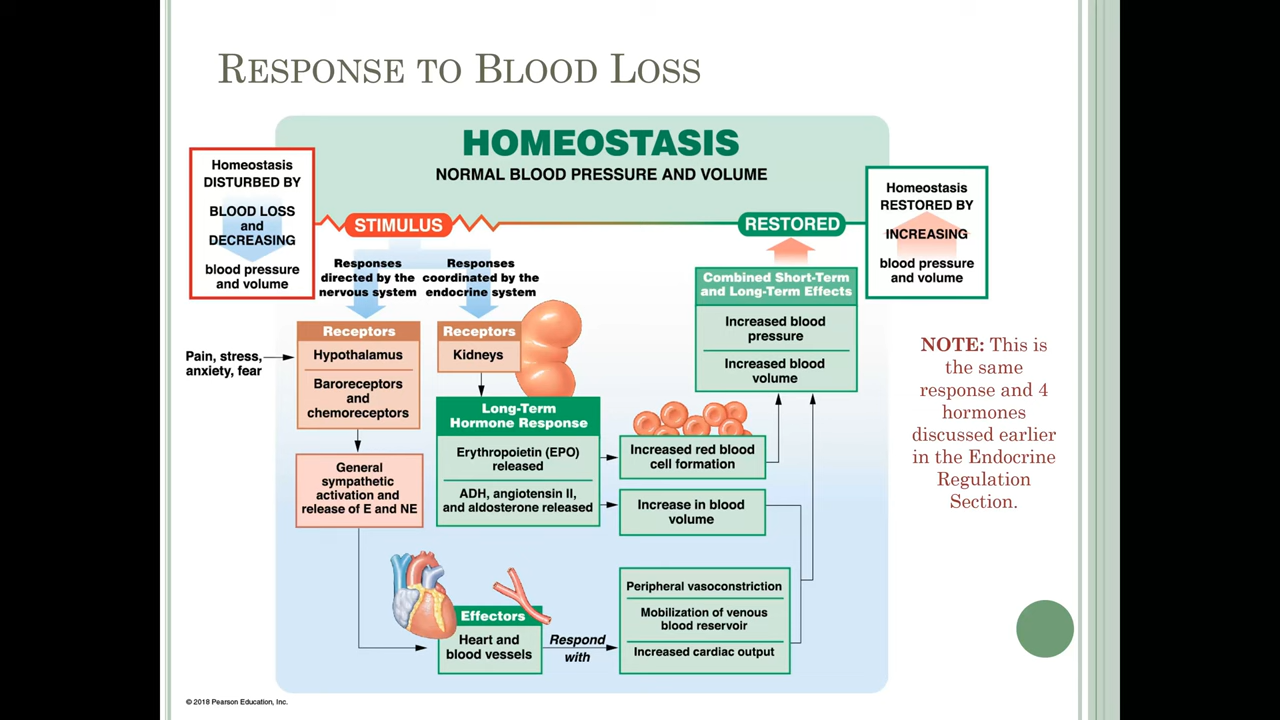 RESPONSE TO BLOOD LOSS
HOMEOSTASIS
NORMAL BLOOD PRESSURE AND VOLUME
Homeostasis
DISTURBED BY
BLOOD LOSS
and
DECREASING
blood pressure
and volume
STIMULUS
RESTORED
Homeostasis
RESTORED BY
INCREASING
blood pressure
and volume
Responses
directed by the
nervous system
Responses
coordinated by the
endocrine system
Combined Short-Term
and Long-Term Effects
Increased blood
pressure
Increased blood
volume
Pain, stress,
anxiety, fear
Receptors
Hypothalamus
Baroreceptors
and
chemoreceptors
Receptors
Kidneys
General
sympathetic
activation and
release of E and NE
Long-Term
Hormone Response
Erythropoietin (EPO)
released
ADH, angiotensin II,
and aldosterone released
Increased red blood
cell formation
Increase in blood
volume
Effectors
Heart and
blood vessels
Respond
with
Peripheral vasoconstriction
Mobilization of venous
blood reservoir
Increased cardiac output
NOTE: This is
the same
response and 4
hormones
discussed earlier
in the Endocrine
Regulation
Section.
© 2018 Pearson Education, Inc.